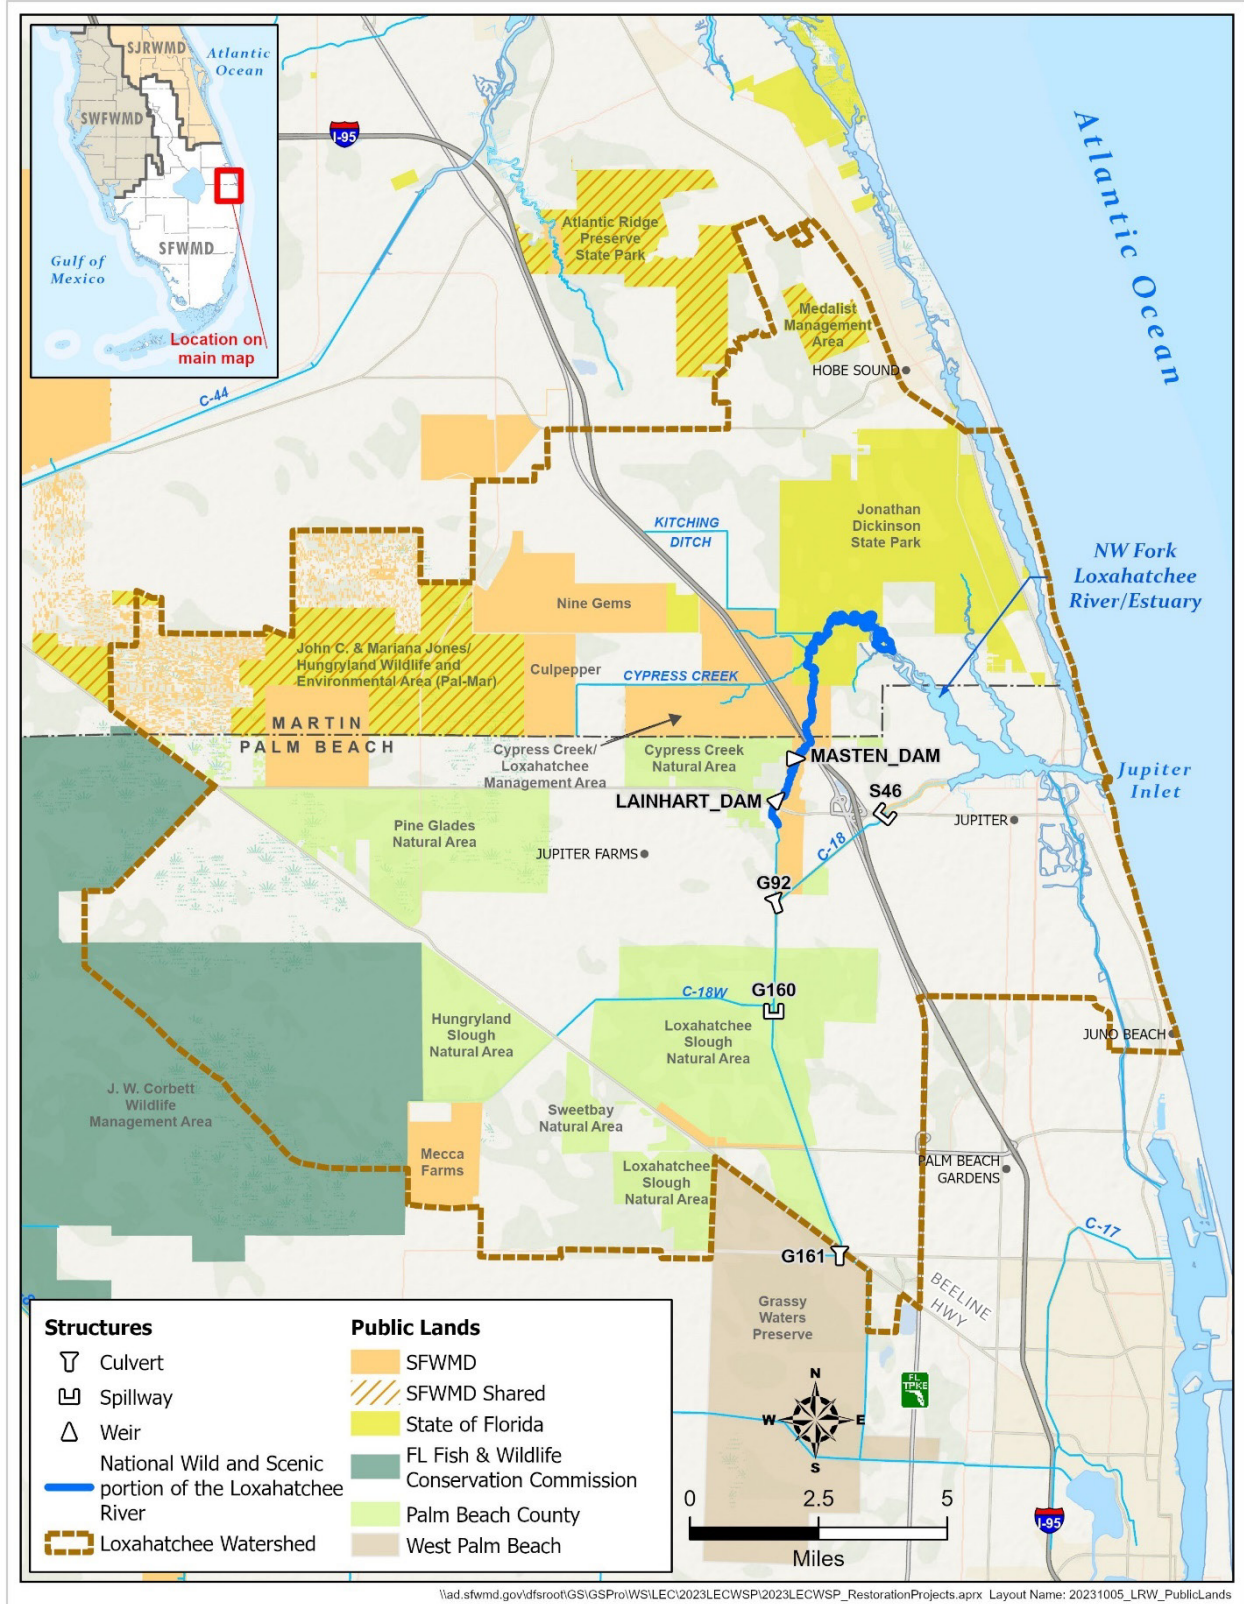 SJRWMD
Atlantic
Ocean
SWFWMD
SFWMD
Gulf of
Mexico
Location on
main map
I-95
Atlantic Ocean
Atlantic Ridge
Preserve
State Park
Medalist
Management
Area
HOBE SOUND
C-44
Jonathan
Dickinson
State Park
KITCHING
DITCH
NW Fork
Loxahatchee
River/Estuary
Nine Gems
John C. & Mariana Jones/
Hungryland Wildlife and
Environmental Area (Pal-Mar)
Culpepper
CYPRESS CREEK
MARTIN
PALM BEACH
Cypress Creek/
Loxahatchee
Management Area
Cypress Creek
Natural Area
MASTEN_DAM
Jupiter
Inlet
LAINHART_DAM
S46
JUPITER
Pine Glades
Natural Area
JUPITER FARMS
C-18
G92
C-18W
G160
Hungryland
Slough
Natural Area
Loxahatchee
Slough
Natural Area
JUNO BEACH
J. W. Corbett
Wildlife
Management Area
Sweetbay
Natural Area
Mecca
Farms
Loxahatchee
Slough
Natural Area
PALM BEACH
GARDENS
C-17
G161
BEELINE
HWY
Grassy
Waters
Preserve
FL
TPKE
N
W
E
S
0
2.5
5
Miles
I-95
Structures
Culvert
Spillway
Weir
National Wild and Scenic
portion of the Loxahatchee
River
Loxahatchee Watershed
Public Lands
SFWMD
SFWMD Shared
State of Florida
FL Fish & Wildlife
Conservation Commission
Palm Beach County
West Palm Beach
\\ad.sfwmd.gov\dfsroot\GS\GSPro\WS\LEC\2023LECWSP\2023LECWSP_RestorationProjects.aprx Layout Name: 20231005_LRW_PublicLands